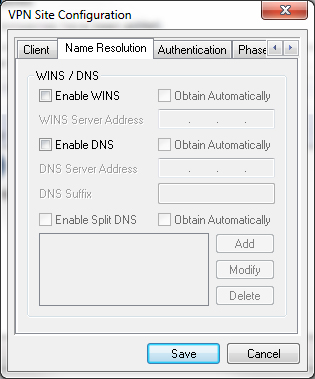 VPN Site Configuration
Client Name Resolution Authentication Phase
WINS / DNS
Enable WINS Obtain Automatically
WINS Server Address . . .
Enable DNS Obtain Automatically
DNS Server Address . . .
DNS Suffix
Enable Split DNS Obtain Automatically
Add
Modify
Delete
Save Cancel